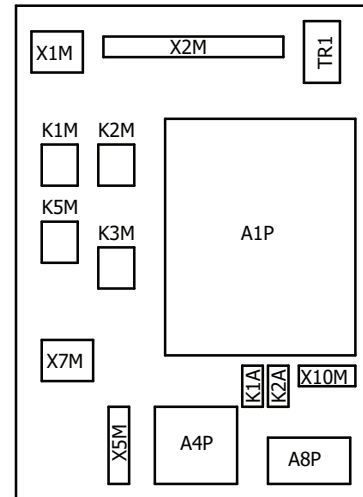 X1M
X2M
TR1
K1M
K2M
K5M
K3M
A1P
X7M
K1A
K2A
X10M
X5M
A4P
A8P